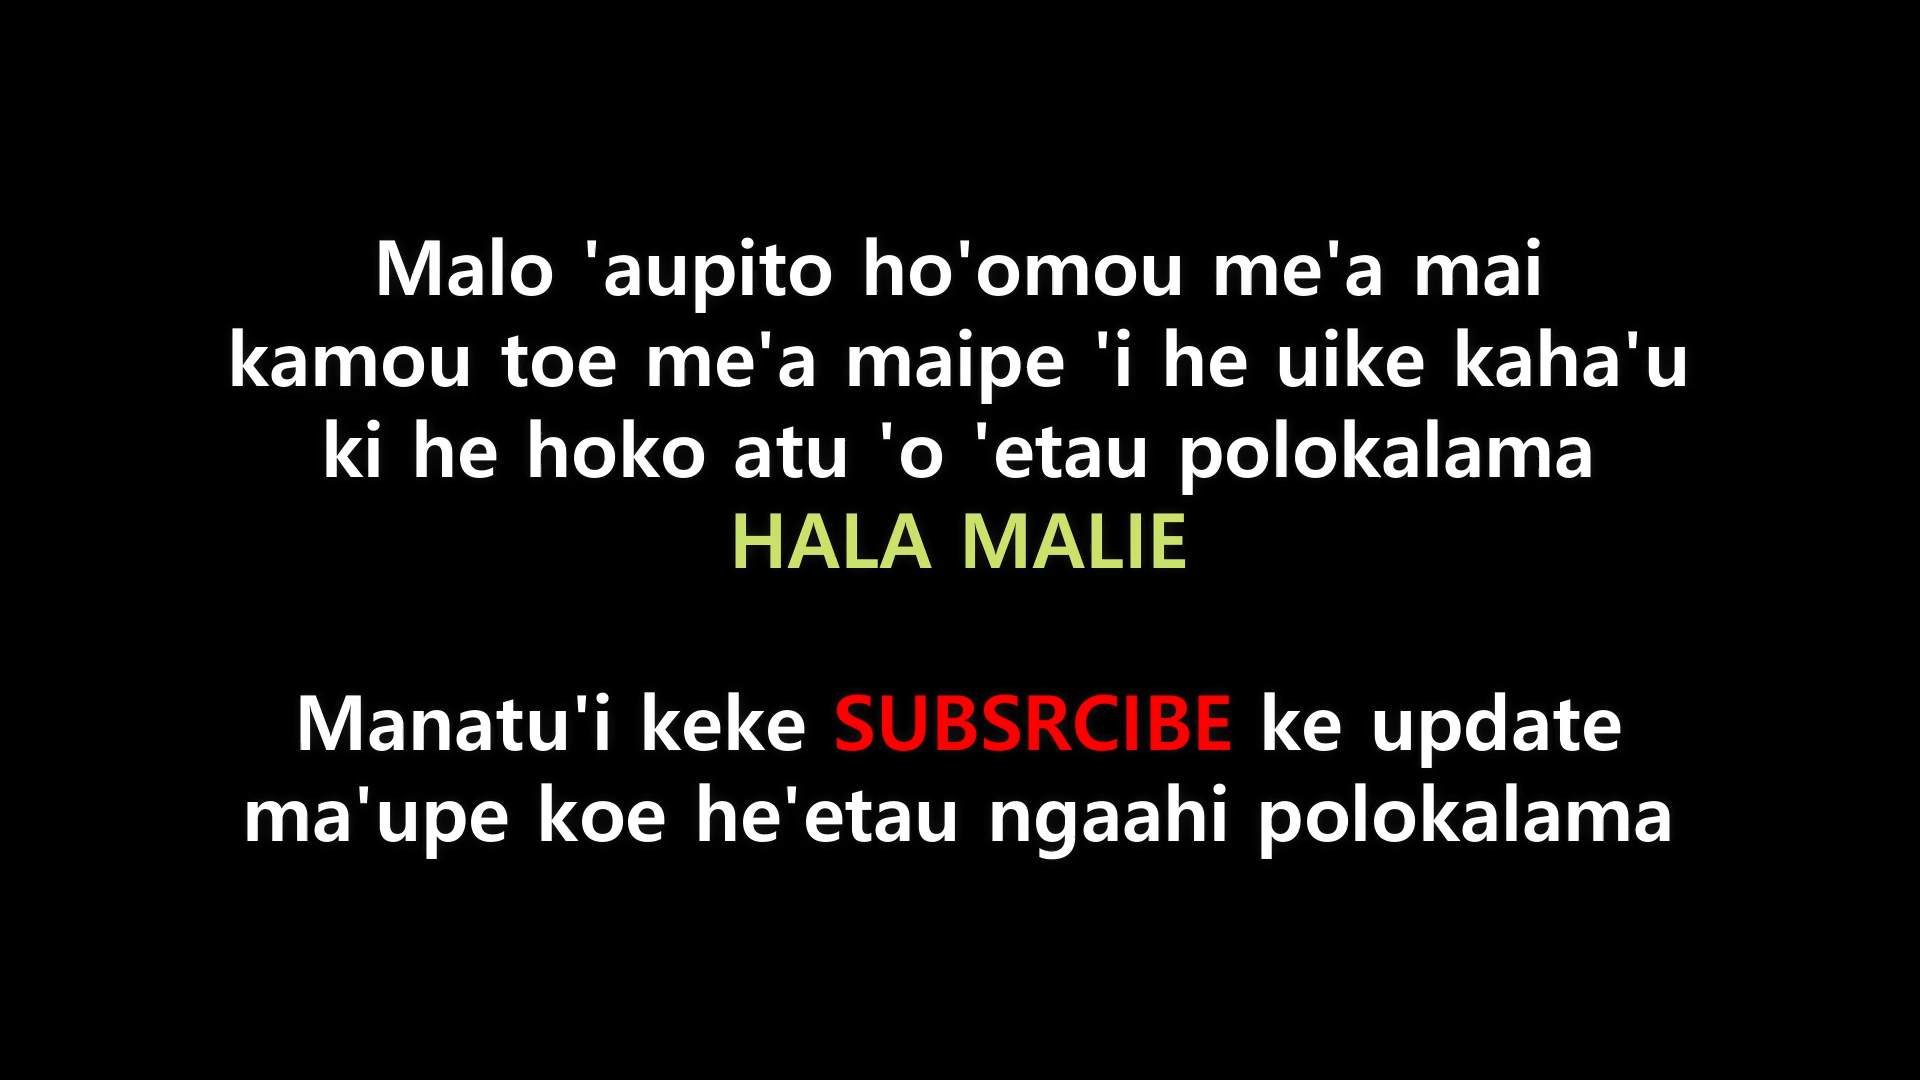 Malo 'aupito ho'omou me'a mai
kamou toe me'a maipe 'i he uike kaha'u
ki he hoko atu 'o 'etau polokalama
HALA MALIE
Manatu'i keke SUBSRCIBE ke update
ma'upe koe he'etau ngaahi polokalama